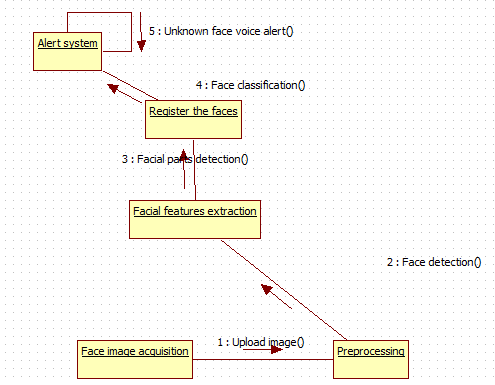 5 : Unknown face voice alert()
Alert system
4 : Face classification()
Register the faces
3 : Facial parts detection()
Facial features extraction
2 : Face detection()
1 : Upload image()
Face image acquisition
Preprocessing